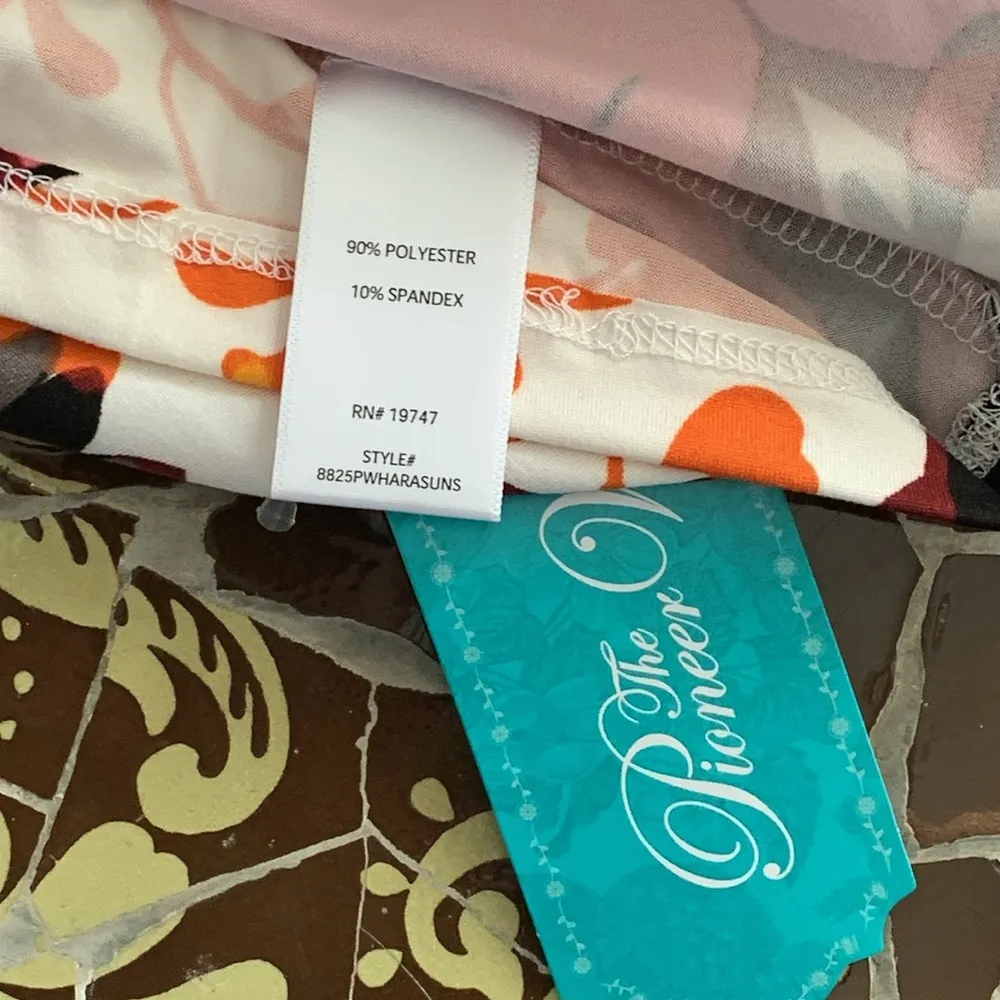 90% POLYESTER
10% SPANDEX
RN# 19747
STYLE#
8825PWHARASUNS
The
Pioneer W